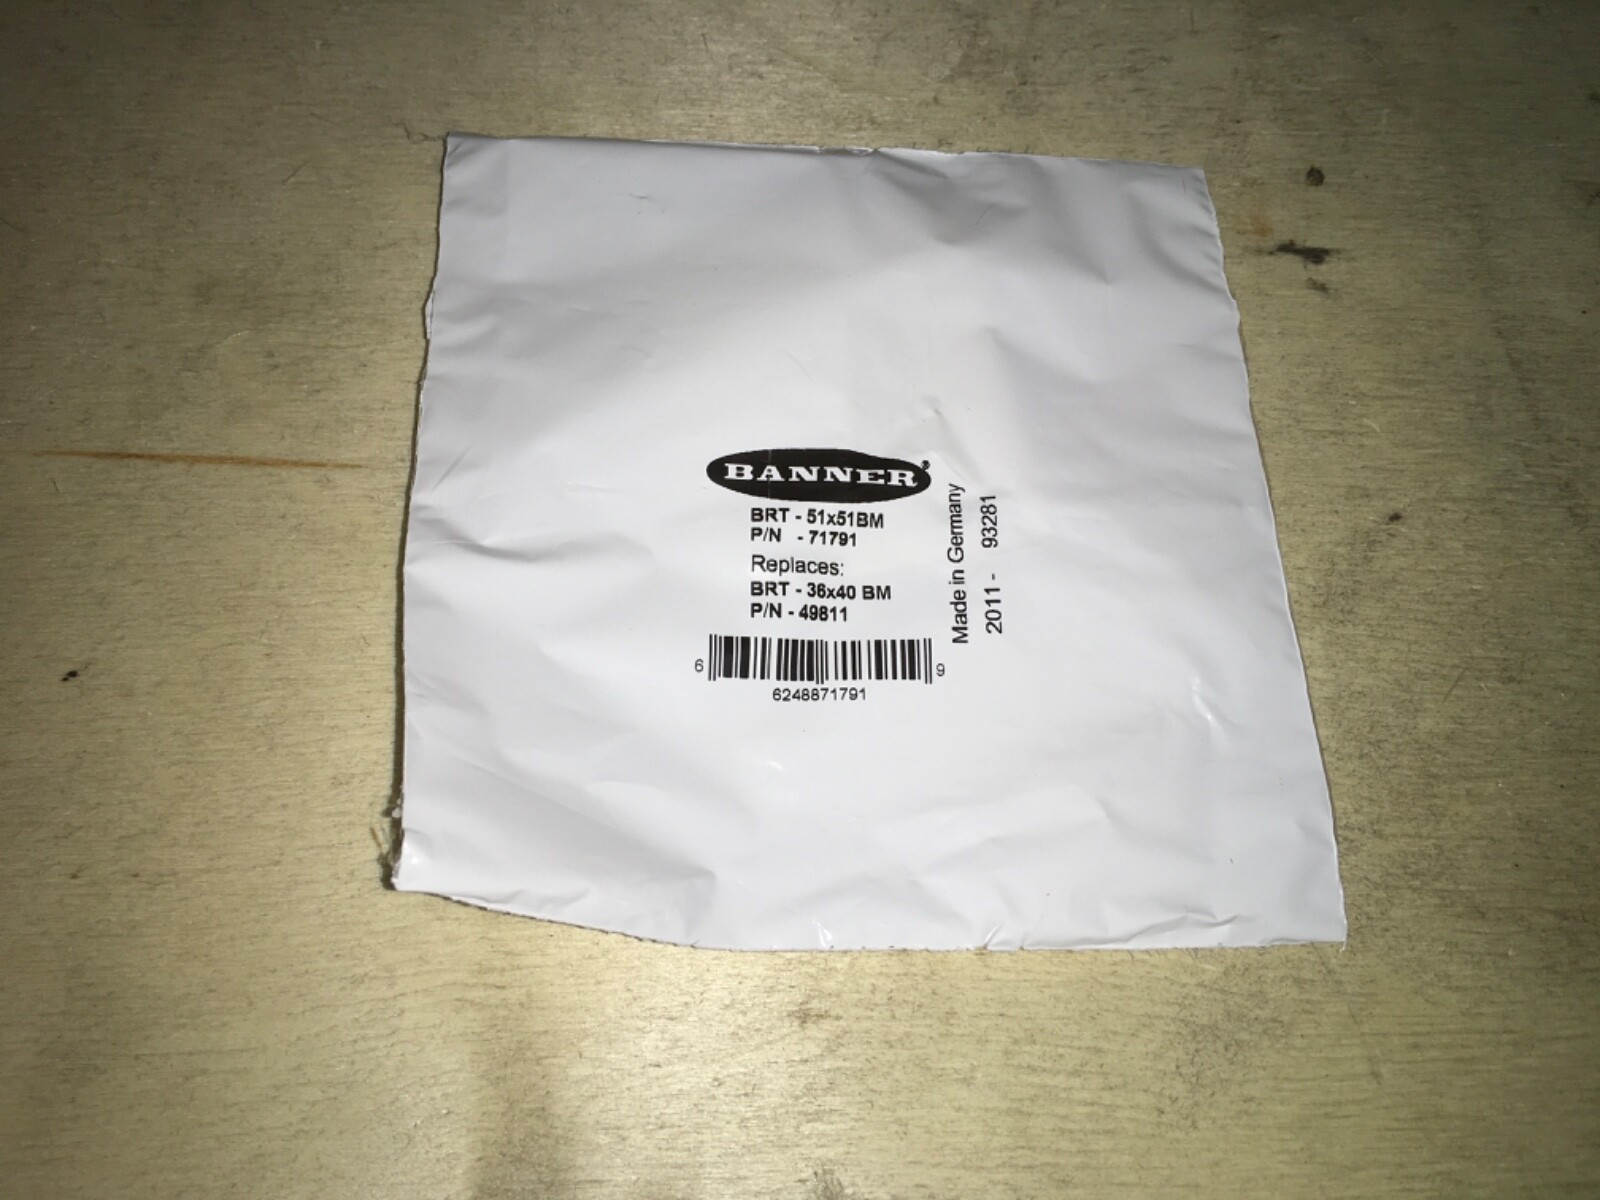 BANNER®
BRT - 51x51BM
P/N - 71791
Replaces:
BRT - 36x40 BM
P/N - 49811
6 9
6248871791
Made in Germany
2011 - 93281